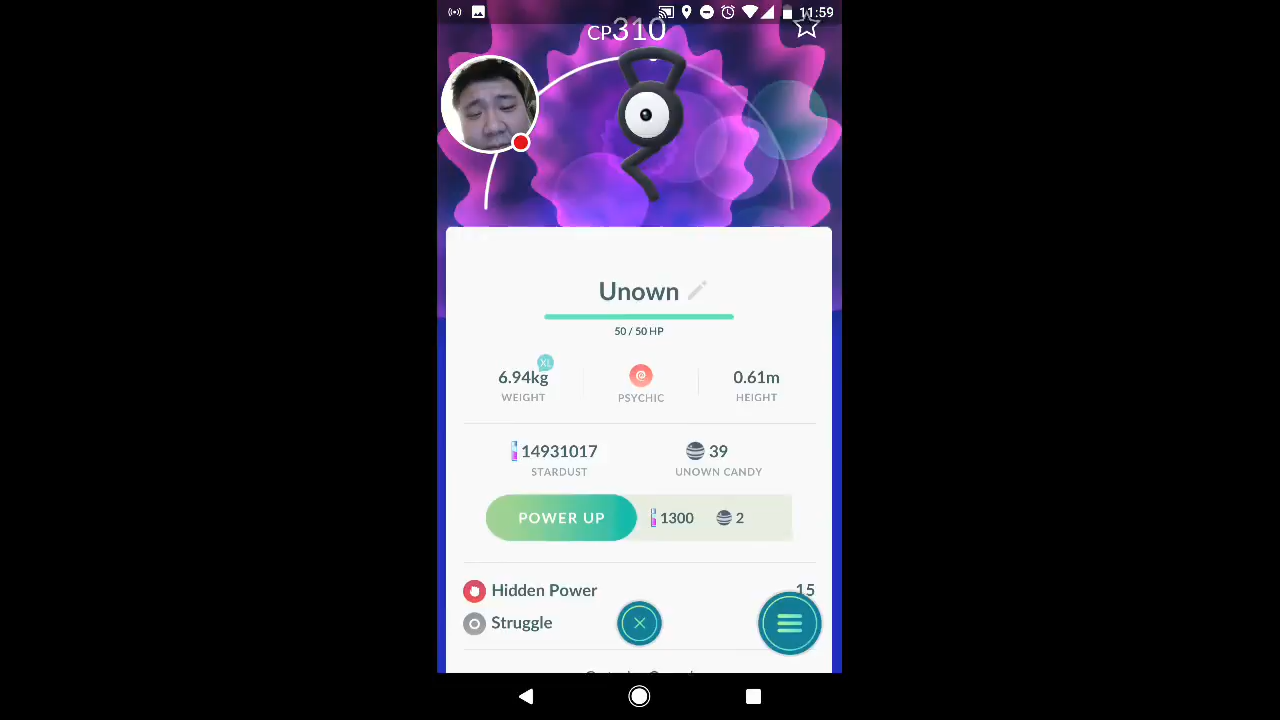 11:59
CP310
Unown
50 / 50 HP
XL
6.94kg
WEIGHT
PSYCHIC
0.61m
HEIGHT
14931017
STARDUST
39
UNOWN CANDY
POWER UP
1300
2
Hidden Power
15
Struggle